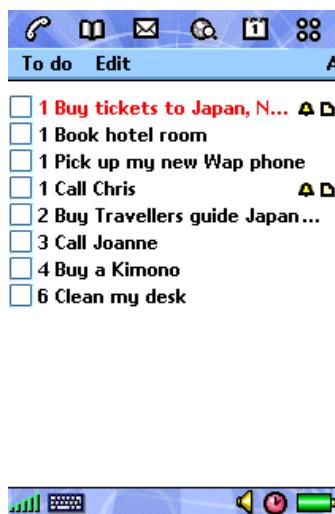 1
To do Edit A
1 Buy tickets to Japan, N...
1 Book hotel room
1 Pick up my new Wap phone
1 Call Chris
2 Buy Travellers guide Japan...
3 Call Joanne
4 Buy a Kimono
6 Clean my desk